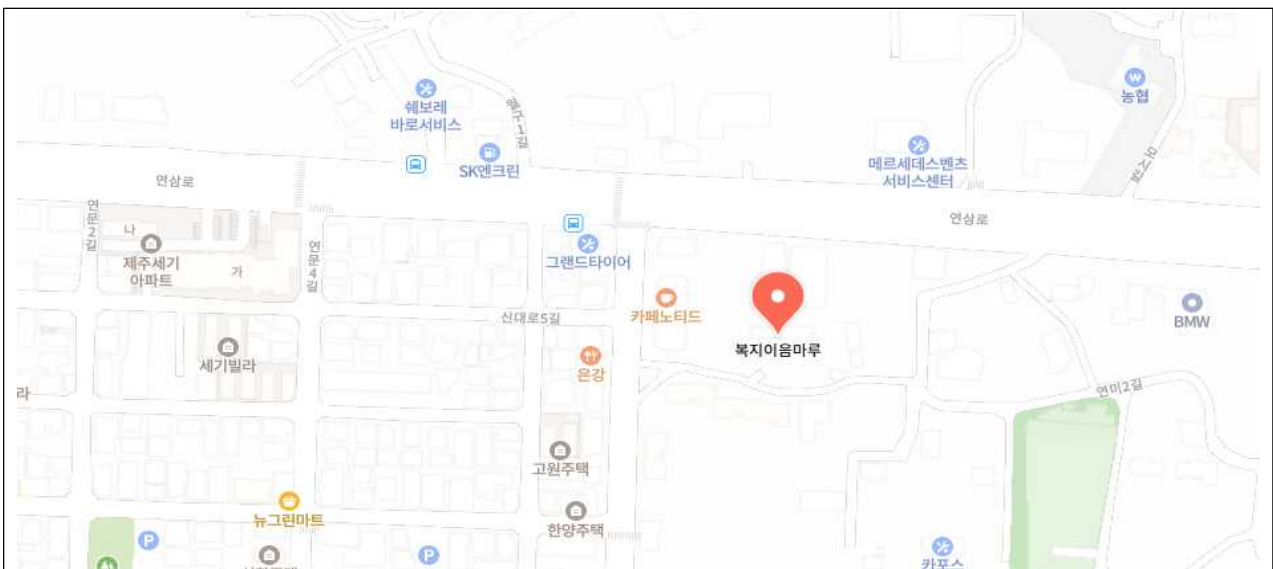 쉐보레
바로서비스
SK엔크린
농협
메르세데스벤츠
서비스센터
연삼로
연삼로
연문2길
나
가
제주세기
아파트
연문4길
그랜드타이어
신대로5길
카페노티드
복지이음마루
BMW
세기빌라
은강
라
연미2길
고원주택
뉴그린마트
한양주택
P
P
카포스